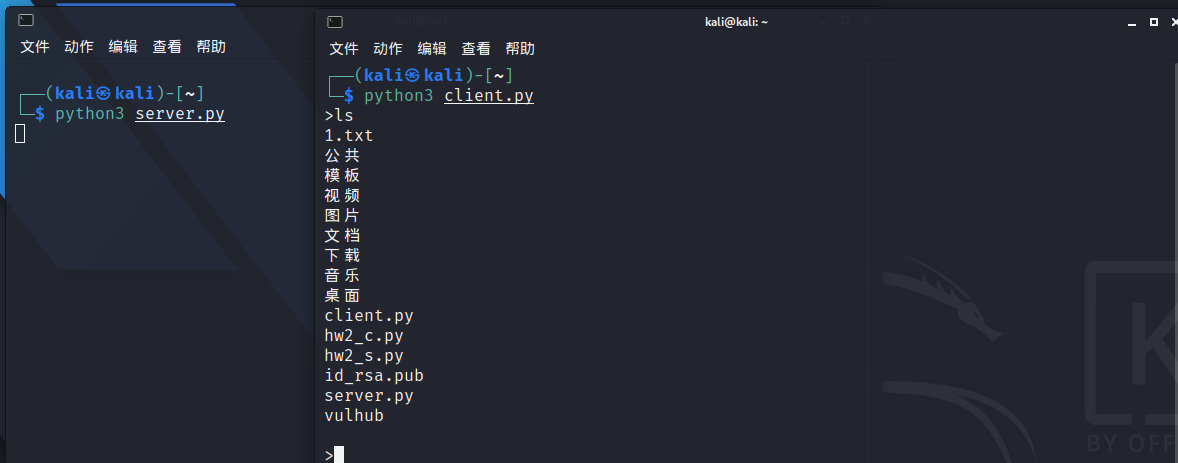 文件 动作 编辑 查看 帮助
┌──(kali㉿kali)-[~]
└─$ python3 server.py
kali@kali: ~
文件 动作 编辑 查看 帮助
┌──(kali㉿kali)-[~]
└─$ python3 client.py
>ls
1.txt
公共
模板
视频
图片
文档
下载
音乐
桌面
client.py
hw2_c.py
hw2_s.py
id_rsa.pub
server.py
vulhub
>
K
BY OFF